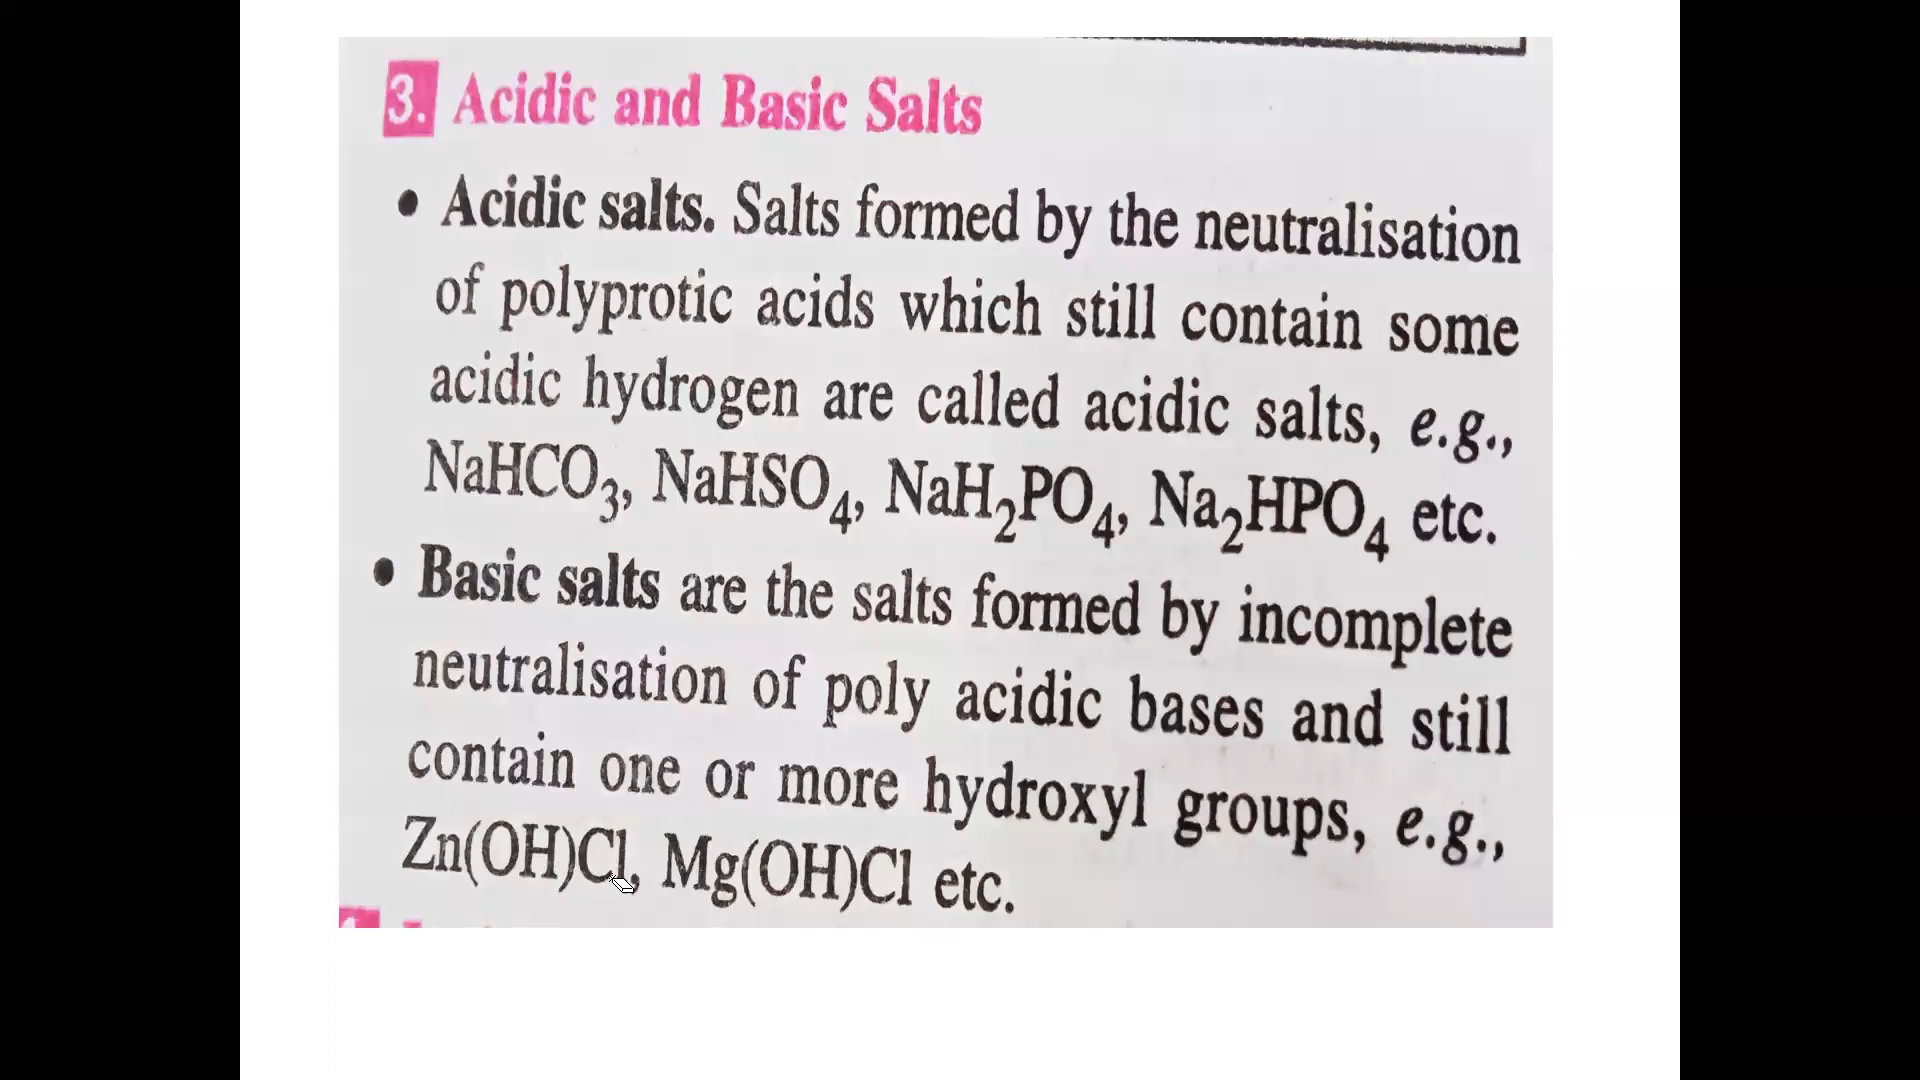 3. Acidic and Basic Salts
• Acidic salts. Salts formed by the neutralisation
of polyprotic acids which still contain some
acidic hydrogen are called acidic salts, e.g.,
NaHCO₃, NaHSO₄, NaH₂PO₄, Na₂HPO₄ etc.
• Basic salts are the salts formed by incomplete
neutralisation of poly acidic bases and still
contain one or more hydroxyl groups, e.g.,
Zn(OH)Cl, Mg(OH)Cl etc.